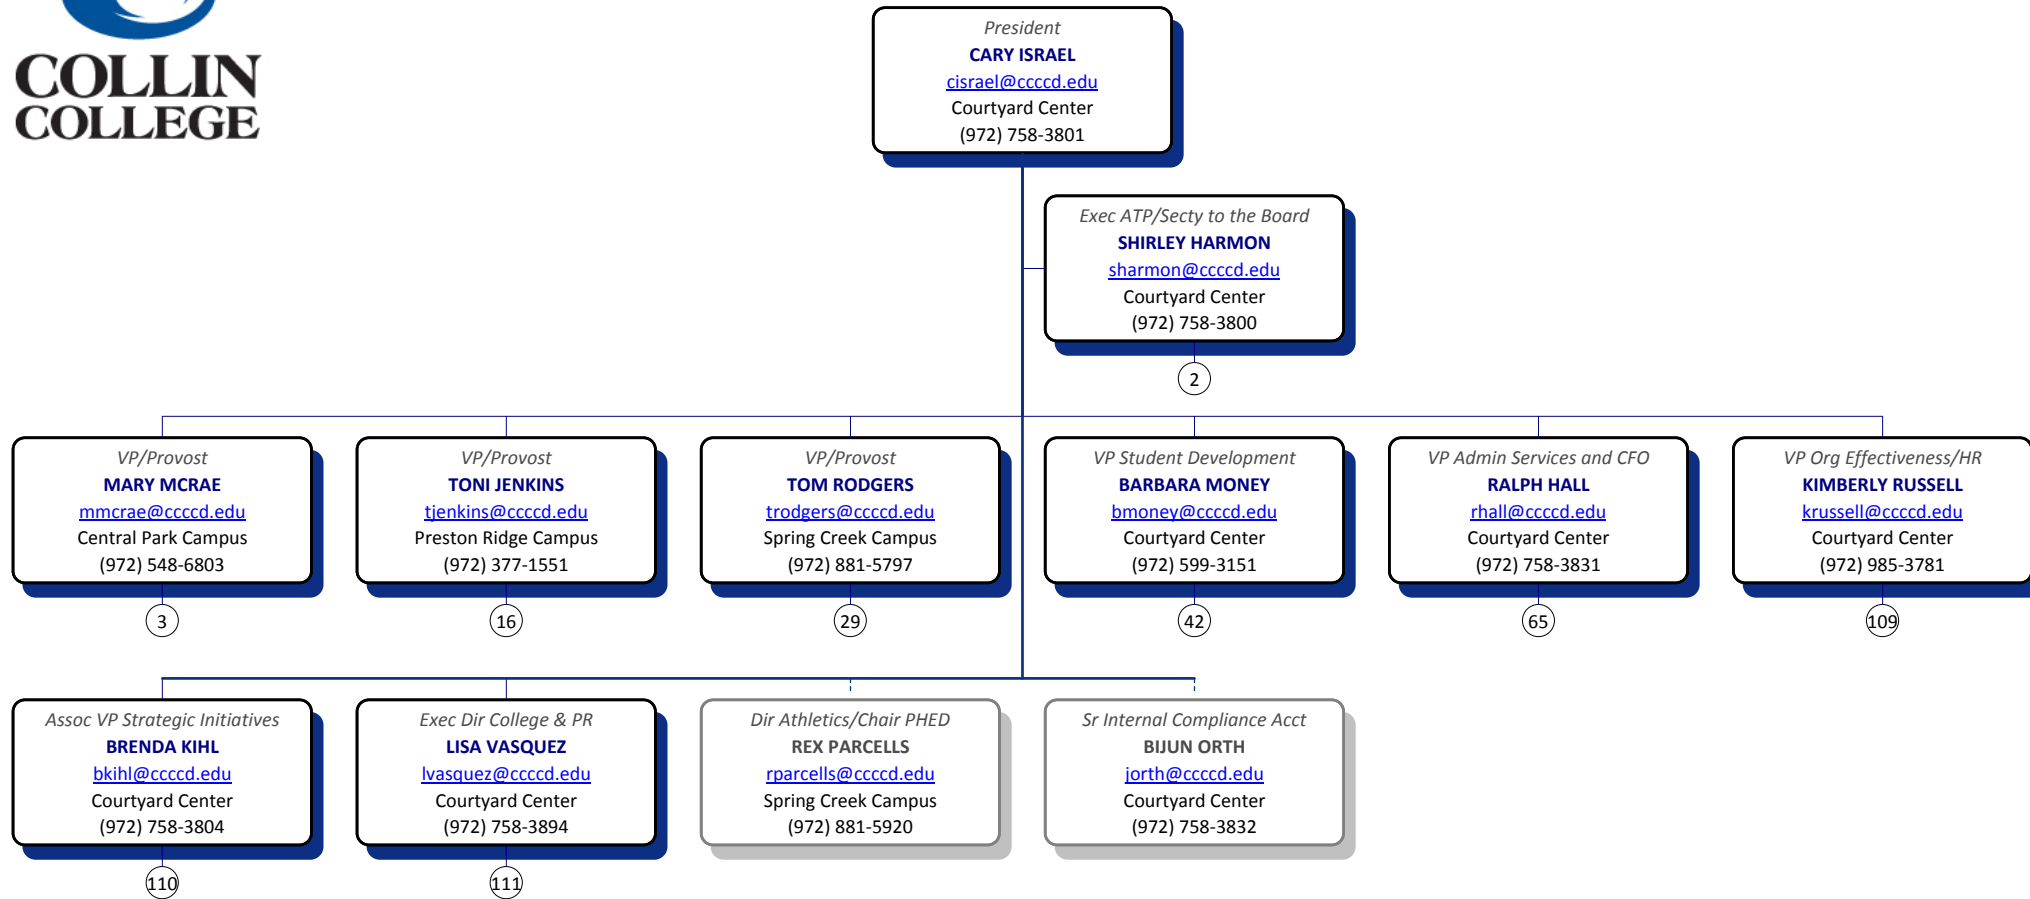 COLLIN
COLLEGE
President
CARY ISRAEL
cisrael@ccccd.edu
Courtyard Center
(972) 758-3801
Exec ATP/Secty to the Board
SHIRLEY HARMON
sharmon@ccccd.edu
Courtyard Center
(972) 758-3800
2
VP/Provost
MARY MCRAE
mmcrae@ccccd.edu
Central Park Campus
(972) 548-6803
3
VP/Provost
TONI JENKINS
tjenkins@ccccd.edu
Preston Ridge Campus
(972) 377-1551
16
VP/Provost
TOM RODGERS
trodgers@ccccd.edu
Spring Creek Campus
(972) 881-5797
29
VP Student Development
BARBARA MONEY
bmoney@ccccd.edu
Courtyard Center
(972) 599-3151
42
VP Admin Services and CFO
RALPH HALL
rhall@ccccd.edu
Courtyard Center
(972) 758-3831
65
VP Org Effectiveness/HR
KIMBERLY RUSSELL
krussell@ccccd.edu
Courtyard Center
(972) 985-3781
109
Assoc VP Strategic Initiatives
BRENDA KIHL
bkihl@ccccd.edu
Courtyard Center
(972) 758-3804
110
Exec Dir College & PR
LISA VASQUEZ
lvasquez@ccccd.edu
Courtyard Center
(972) 758-3894
111
Dir Athletics/Chair PHED
REX PARCELLS
rparcells@ccccd.edu
Spring Creek Campus
(972) 881-5920
Sr Internal Compliance Acct
BIJUN ORTH
jorth@ccccd.edu
Courtyard Center
(972) 758-3832